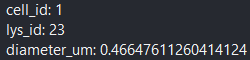 cell_id: 1
lys_id: 23
diameter_um: 0.46647611260414124